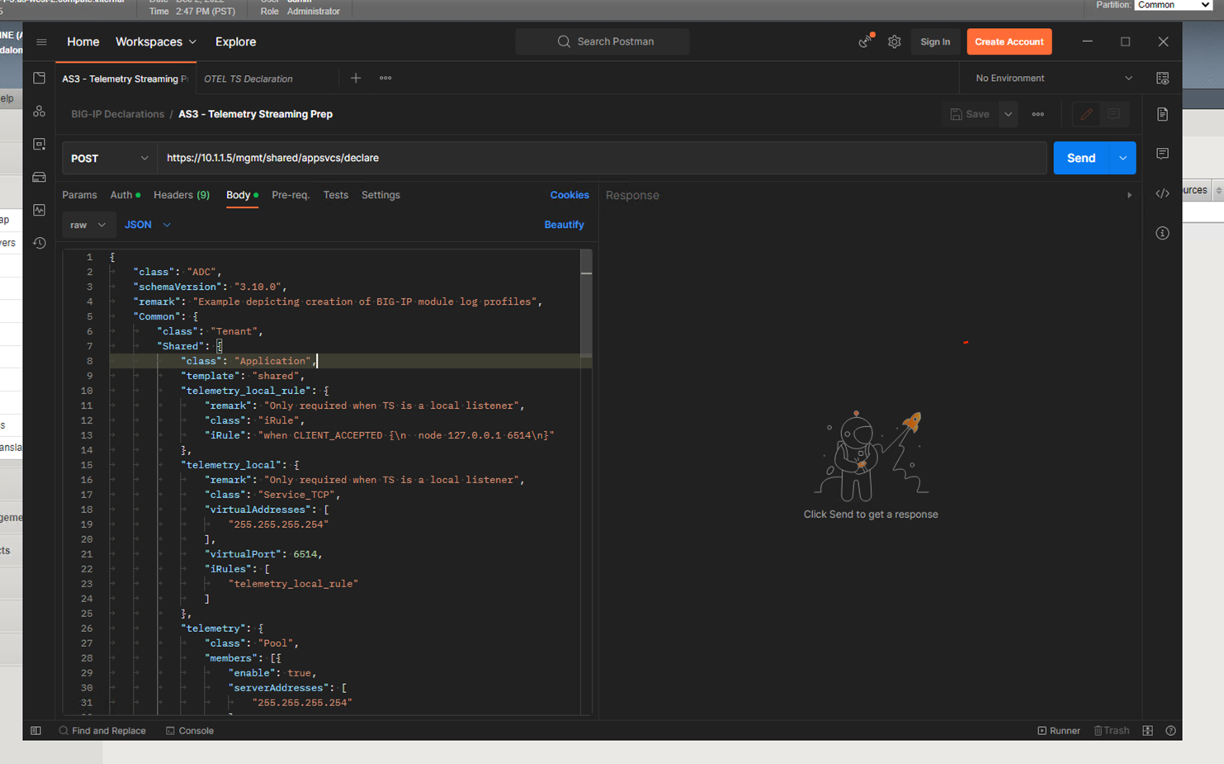 Time 2:47 PM (PST)
Role Administrator
Partition: Common
Home Workspaces Explore
Search Postman
Sign In
Create Account
AS3 - Telemetry Streaming P
OTEL TS Declaration
No Environment
BIG-IP Declarations / AS3 - Telemetry Streaming Prep
Save
POST
https://10.1.1.5/mgmt/shared/appsvcs/declare
Send
Params Auth Headers (9) Body Pre-req. Tests Settings
Cookies
Response
raw JSON
Beautify
1 {
2 "class": "ADC",
3 "schemaVersion": "3.10.0",
4 "remark": "Example depicting creation of BIG-IP module log profiles",
5 "Common": {
6 "class": "Tenant",
7 "Shared": {
8 "class": "Application",
9 "template": "shared",
10 "telemetry_local_rule": {
11 "remark": "Only required when TS is a local listener",
12 "class": "iRule",
13 "iRule": "when CLIENT_ACCEPTED {\n  node 127.0.0.1 6514\n}"
14 },
15 "telemetry_local": {
16 "remark": "Only required when TS is a local listener",
17 "class": "Service_TCP",
18 "virtualAddresses": [
19 "255.255.255.254"
20 ],
21 "virtualPort": 6514,
22 "iRules": [
23 "telemetry_local_rule"
24 ]
25 },
26 "telemetry": {
27 "class": "Pool",
28 "members": [{
29 "enable": true,
30 "serverAddresses": [
31 "255.255.255.254"
Click Send to get a response
Find and Replace
Console
Runner
Trash